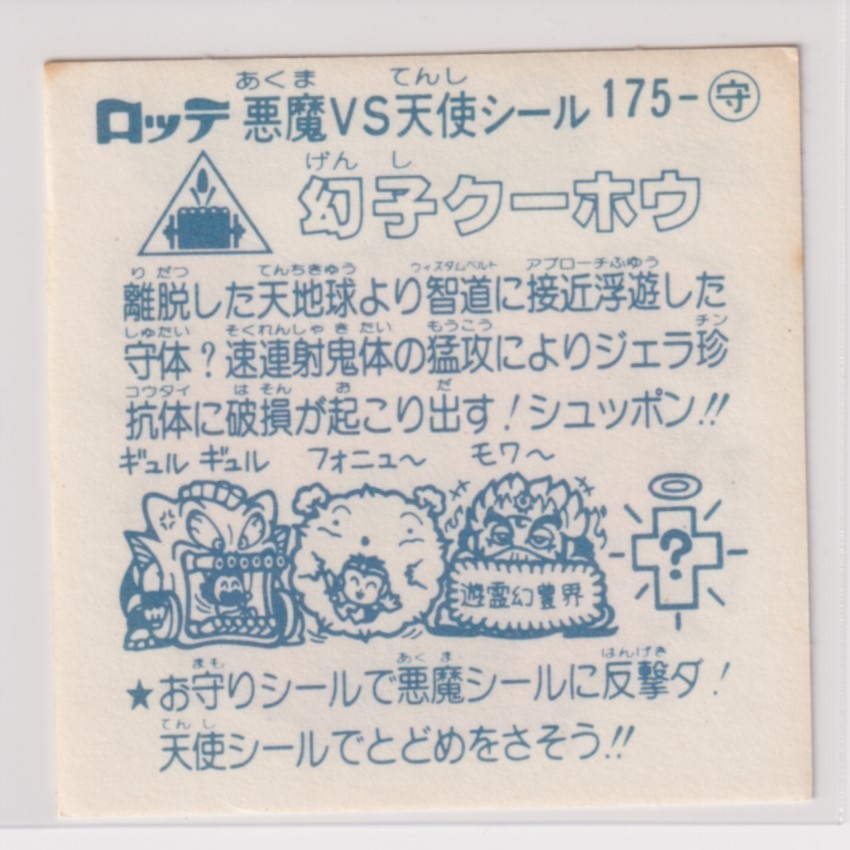 あくま てんし
ロッテ 悪魔VS天使シール 175-守
げんし
幻子クーホウ
りだつ てんちきゅう ウィズダムベルト アプローチふゆう
離脱した天地球より智道に接近浮遊した
しゅたい そくれんしゃきたい もうこう チン
守体？速連射鬼体の猛攻によりジェラ珍
コウタイ はそん お だ
抗体に破損が起こり出す！シュッポン!!
ギュル ギュル フォニュ〜 モワ〜
遊霊幻豊界
?
まも あくま はんげき
★お守りシールで悪魔シールに反撃ダ！
てんし
天使シールでとどめをさそう!!